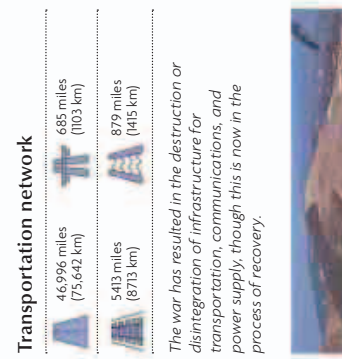 Transportation network
46,996 miles
(75,642 km)
685 miles
(1103 km)
5413 miles
(8713 km)
879 miles
(1415 km)
The war has resulted in the destruction or
disintegration of infrastructure for
transportation, communications, and
power supply, though this is now in the
process of recovery.